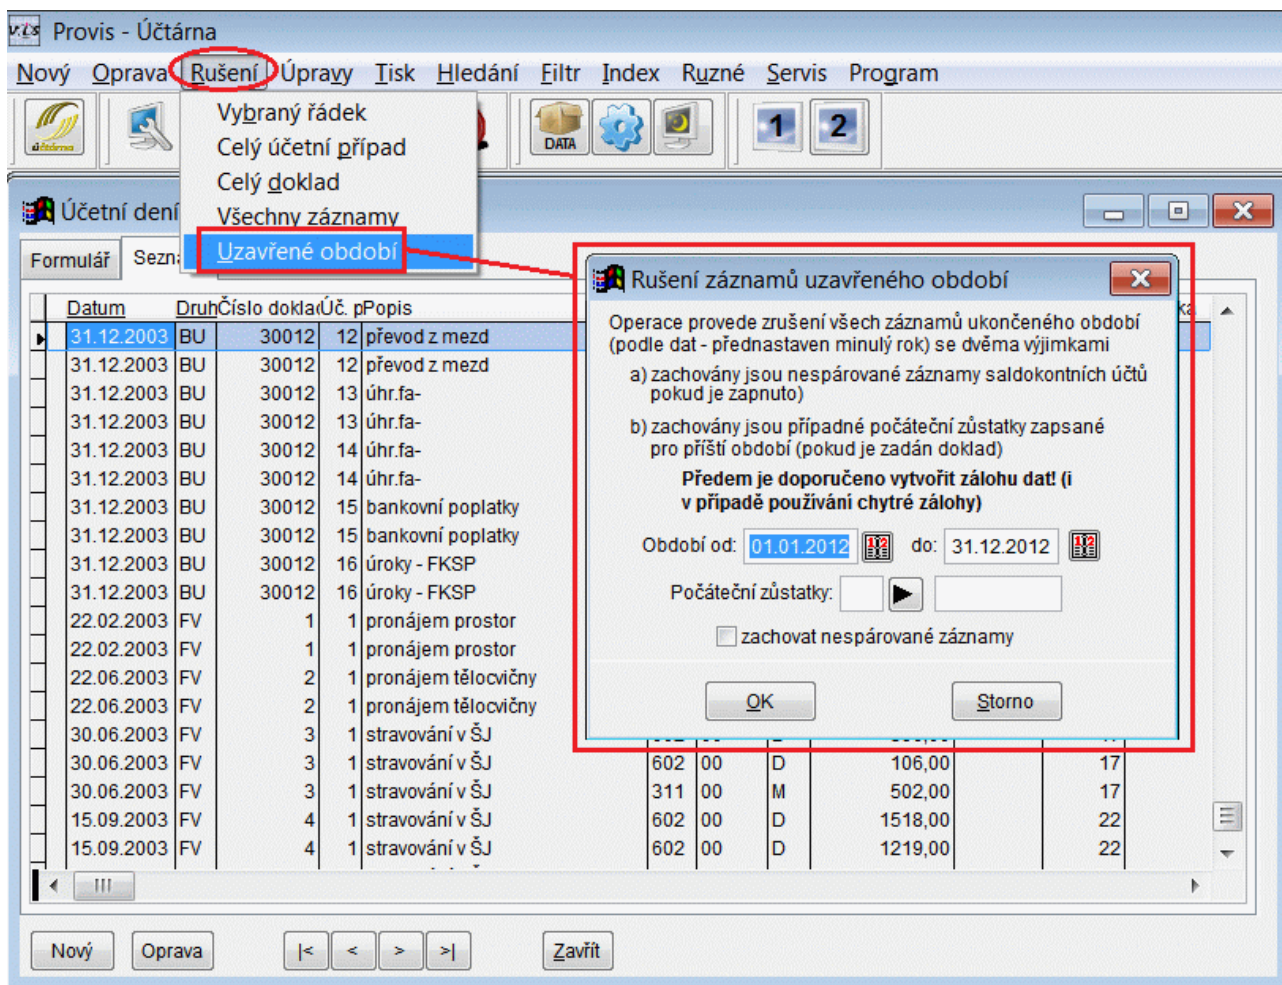 vis Provis - Účtárna
Nový Oprava Rušení Úpravy Tisk Hledání Filtr Index Ruzné Servis Program
účtárna DATA 1 2
Vybraný řádek
Celý účetní případ
Celý doklad
Všechny záznamy
Uzavřené období
Účetní dení
Formulář Sezn
Datum Druh Číslo doklad Úč. p Popis ka
31.12.2003 BU 30012 12 převod z mezd
31.12.2003 BU 30012 12 převod z mezd
31.12.2003 BU 30012 13 úhr.fa-
31.12.2003 BU 30012 13 úhr.fa-
31.12.2003 BU 30012 14 úhr.fa-
31.12.2003 BU 30012 14 úhr.fa-
31.12.2003 BU 30012 15 bankovní poplatky
31.12.2003 BU 30012 15 bankovní poplatky
31.12.2003 BU 30012 16 úroky - FKSP
31.12.2003 BU 30012 16 úroky - FKSP
22.02.2003 FV 1 1 pronájem prostor
22.02.2003 FV 1 1 pronájem prostor
22.06.2003 FV 2 1 pronájem tělocvičny
22.06.2003 FV 2 1 pronájem tělocvičny
30.06.2003 FV 3 1 stravování v ŠJ
30.06.2003 FV 3 1 stravování v ŠJ 602 00 D 106,00 17
30.06.2003 FV 3 1 stravování v ŠJ 311 00 M 502,00 17
15.09.2003 FV 4 1 stravování v ŠJ 602 00 D 1518,00 22
15.09.2003 FV 4 1 stravování v ŠJ 602 00 D 1219,00 22
Rušení záznamů uzavřeného období
Operace provede zrušení všech záznamů ukončeného období
(podle dat - přednastaven minulý rok) se dvěma výjimkami
a) zachovány jsou nespárované záznamy saldokontních účtů
pokud je zapnuto)
b) zachovány jsou případné počáteční zůstatky zapsané
pro příští období (pokud je zadán doklad)
Předem je doporučeno vytvořit zálohu dat! (i
v případě používání chytré zálohy)
Období od: 01.01.2012 do: 31.12.2012
Počáteční zůstatky:
zachovat nespárované záznamy
OK Storno
Nový Oprava |< < > >| Zavřít